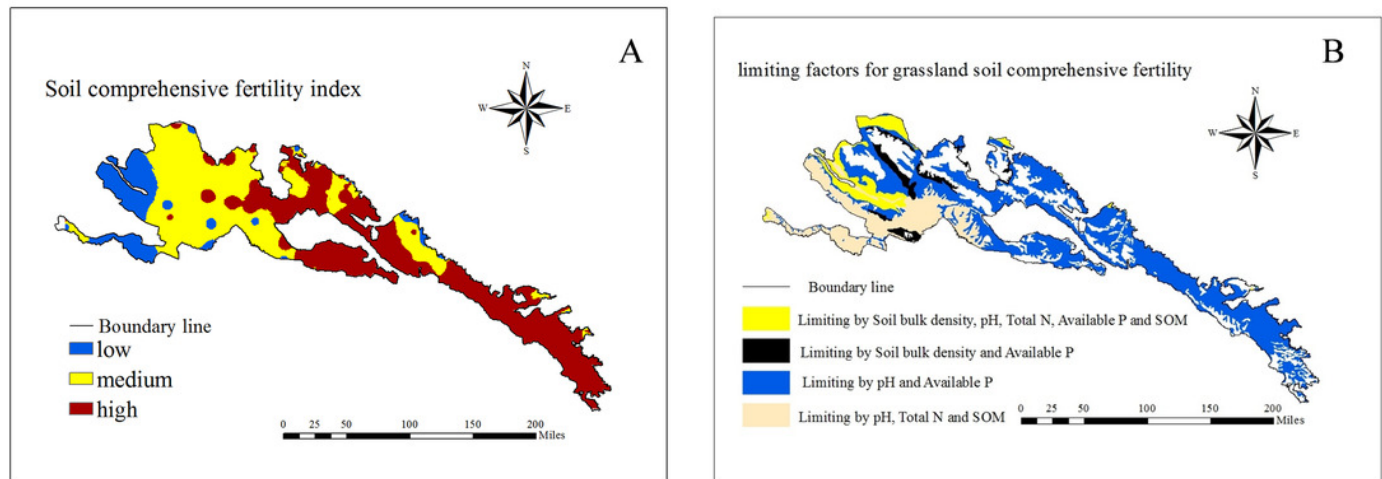 A
Soil comprehensive fertility index
N
W E
S
Boundary line
low
medium
high
0 25 50 100 150 200
Miles
B
limiting factors for grassland soil comprehensive fertility
N
W E
S
Boundary line
Limiting by Soil bulk density, pH, Total N, Available P and SOM
Limiting by Soil bulk density and Available P
Limiting by pH and Available P
Limiting by pH, Total N and SOM
0 25 50 100 150 200
Miles